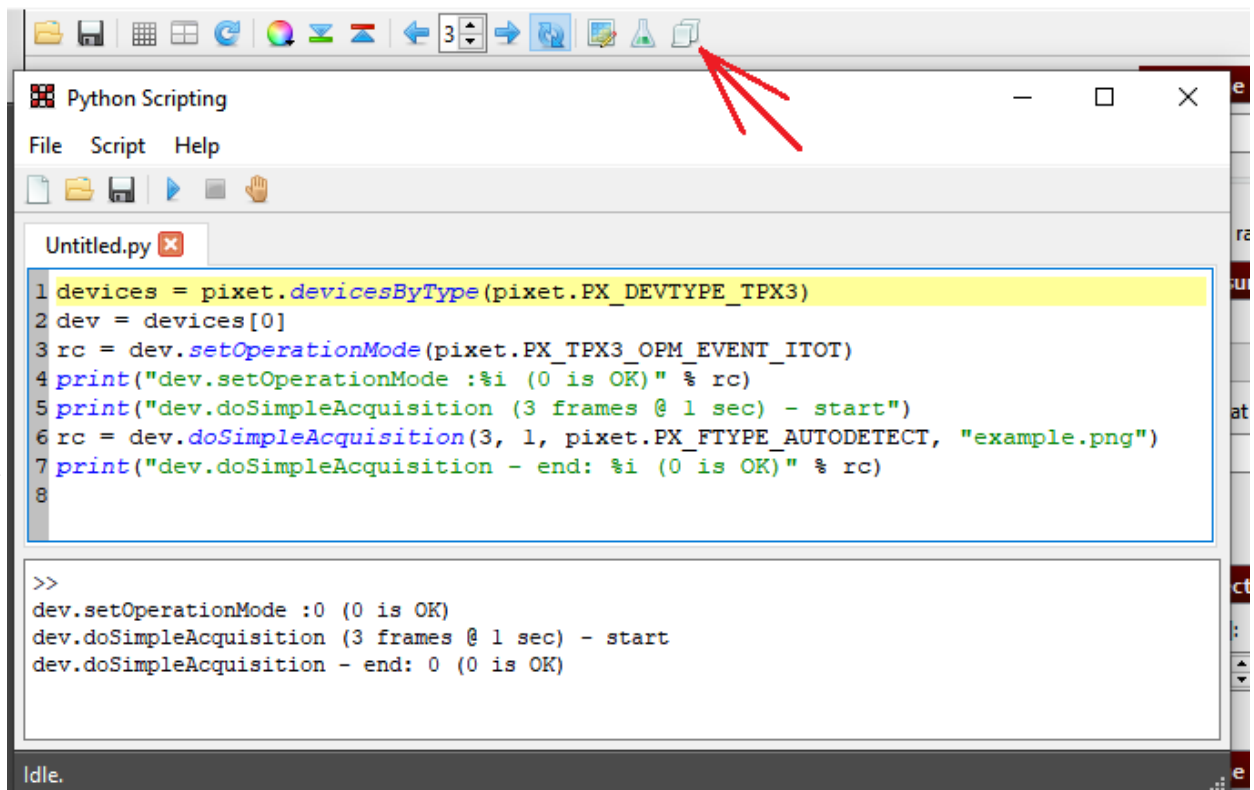 3
Python Scripting
File Script Help
Untitled.py
1 devices = pixet.devicesByType(pixet.PX_DEVTYPE_TPX3)
2 dev = devices[0]
3 rc = dev.setOperationMode(pixet.PX_TPX3_OPM_EVENT_ITOT)
4 print("dev.setOperationMode :%i (0 is OK)" % rc)
5 print("dev.doSimpleAcquisition (3 frames @ 1 sec) - start")
6 rc = dev.doSimpleAcquisition(3, 1, pixet.PX_FTYPE_AUTODETECT, "example.png")
7 print("dev.doSimpleAcquisition - end: %i (0 is OK)" % rc)
8
>>
dev.setOperationMode :0 (0 is OK)
dev.doSimpleAcquisition (3 frames @ 1 sec) - start
dev.doSimpleAcquisition - end: 0 (0 is OK)
Idle.